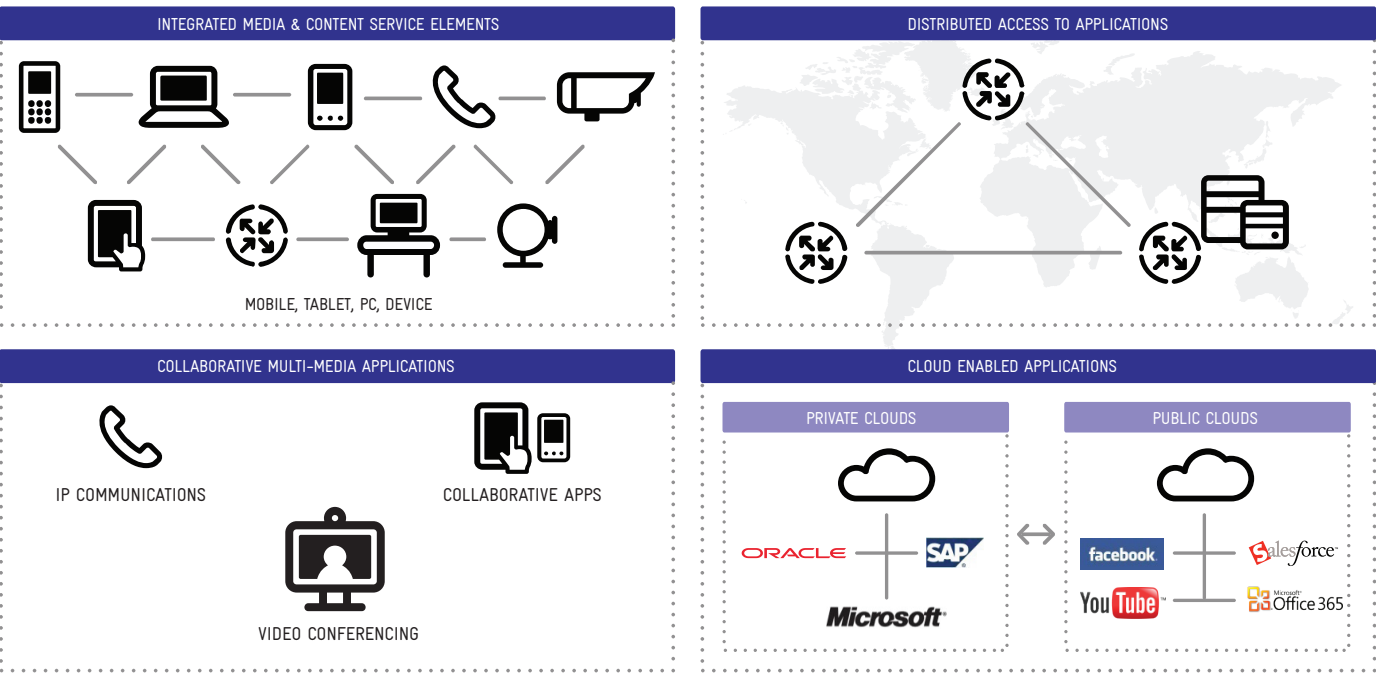 INTEGRATED MEDIA & CONTENT SERVICE ELEMENTS
MOBILE, TABLET, PC, DEVICE
DISTRIBUTED ACCESS TO APPLICATIONS
COLLABORATIVE MULTI-MEDIA APPLICATIONS
IP COMMUNICATIONS
COLLABORATIVE APPS
VIDEO CONFERENCING
CLOUD ENABLED APPLICATIONS
PRIVATE CLOUDS
ORACLE
SAP
Microsoft
PUBLIC CLOUDS
facebook
Salesforce
YouTube
Microsoft
Office 365